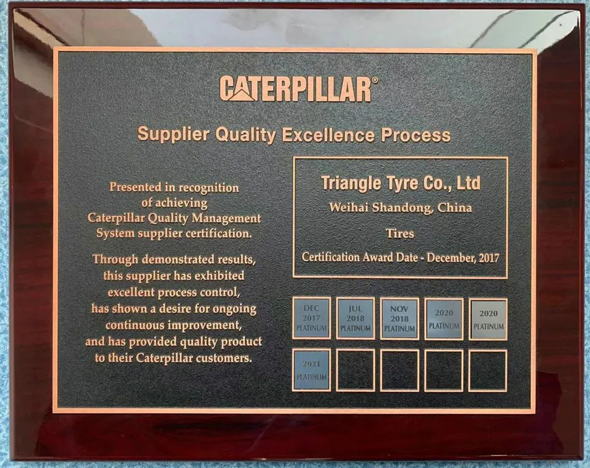 CATERPILLAR®
Supplier Quality Excellence Process
Presented in recognition
of achieving
Caterpillar Quality Management
System supplier certification.
Through demonstrated results,
this supplier has exhibited
excellent process control,
has shown a desire for ongoing
continuous improvement,
and has provided quality product
to their Caterpillar customers.
Triangle Tyre Co., Ltd
Weihai Shandong, China
Tires
Certification Award Date - December, 2017
DEC
2017
PLATINUM
JUL
2018
PLATINUM
NOV
2018
PLATINUM
2020
PLATINUM
2020
PLATINUM
2021
PLATINUM